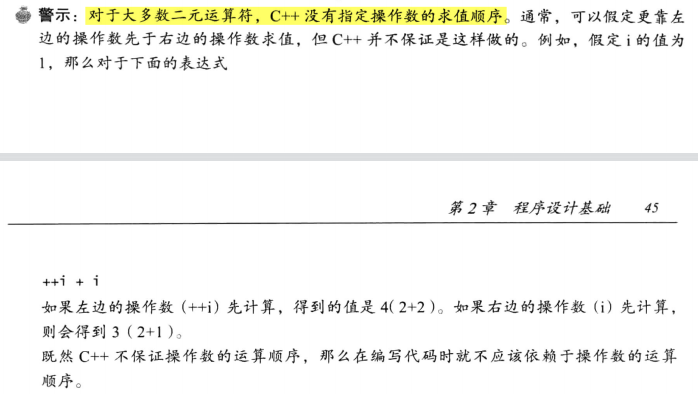 警示：对于大多数二元运算符，C++ 没有指定操作数的求值顺序。通常，可以假定更靠左
边的操作数先于右边的操作数求值，但 C++ 并不保证是这样做的。例如，假定 i 的值为
1，那么对于下面的表达式
第 2 章 程序设计基础 45
++i + i
如果左边的操作数（++i）先计算，得到的值是 4( 2+2 )。如果右边的操作数（i）先计算，
则会得到 3（ 2+1 ）。
既然 C++ 不保证操作数的运算顺序，那么在编写代码时就不应该依赖于操作数的运算
顺序。